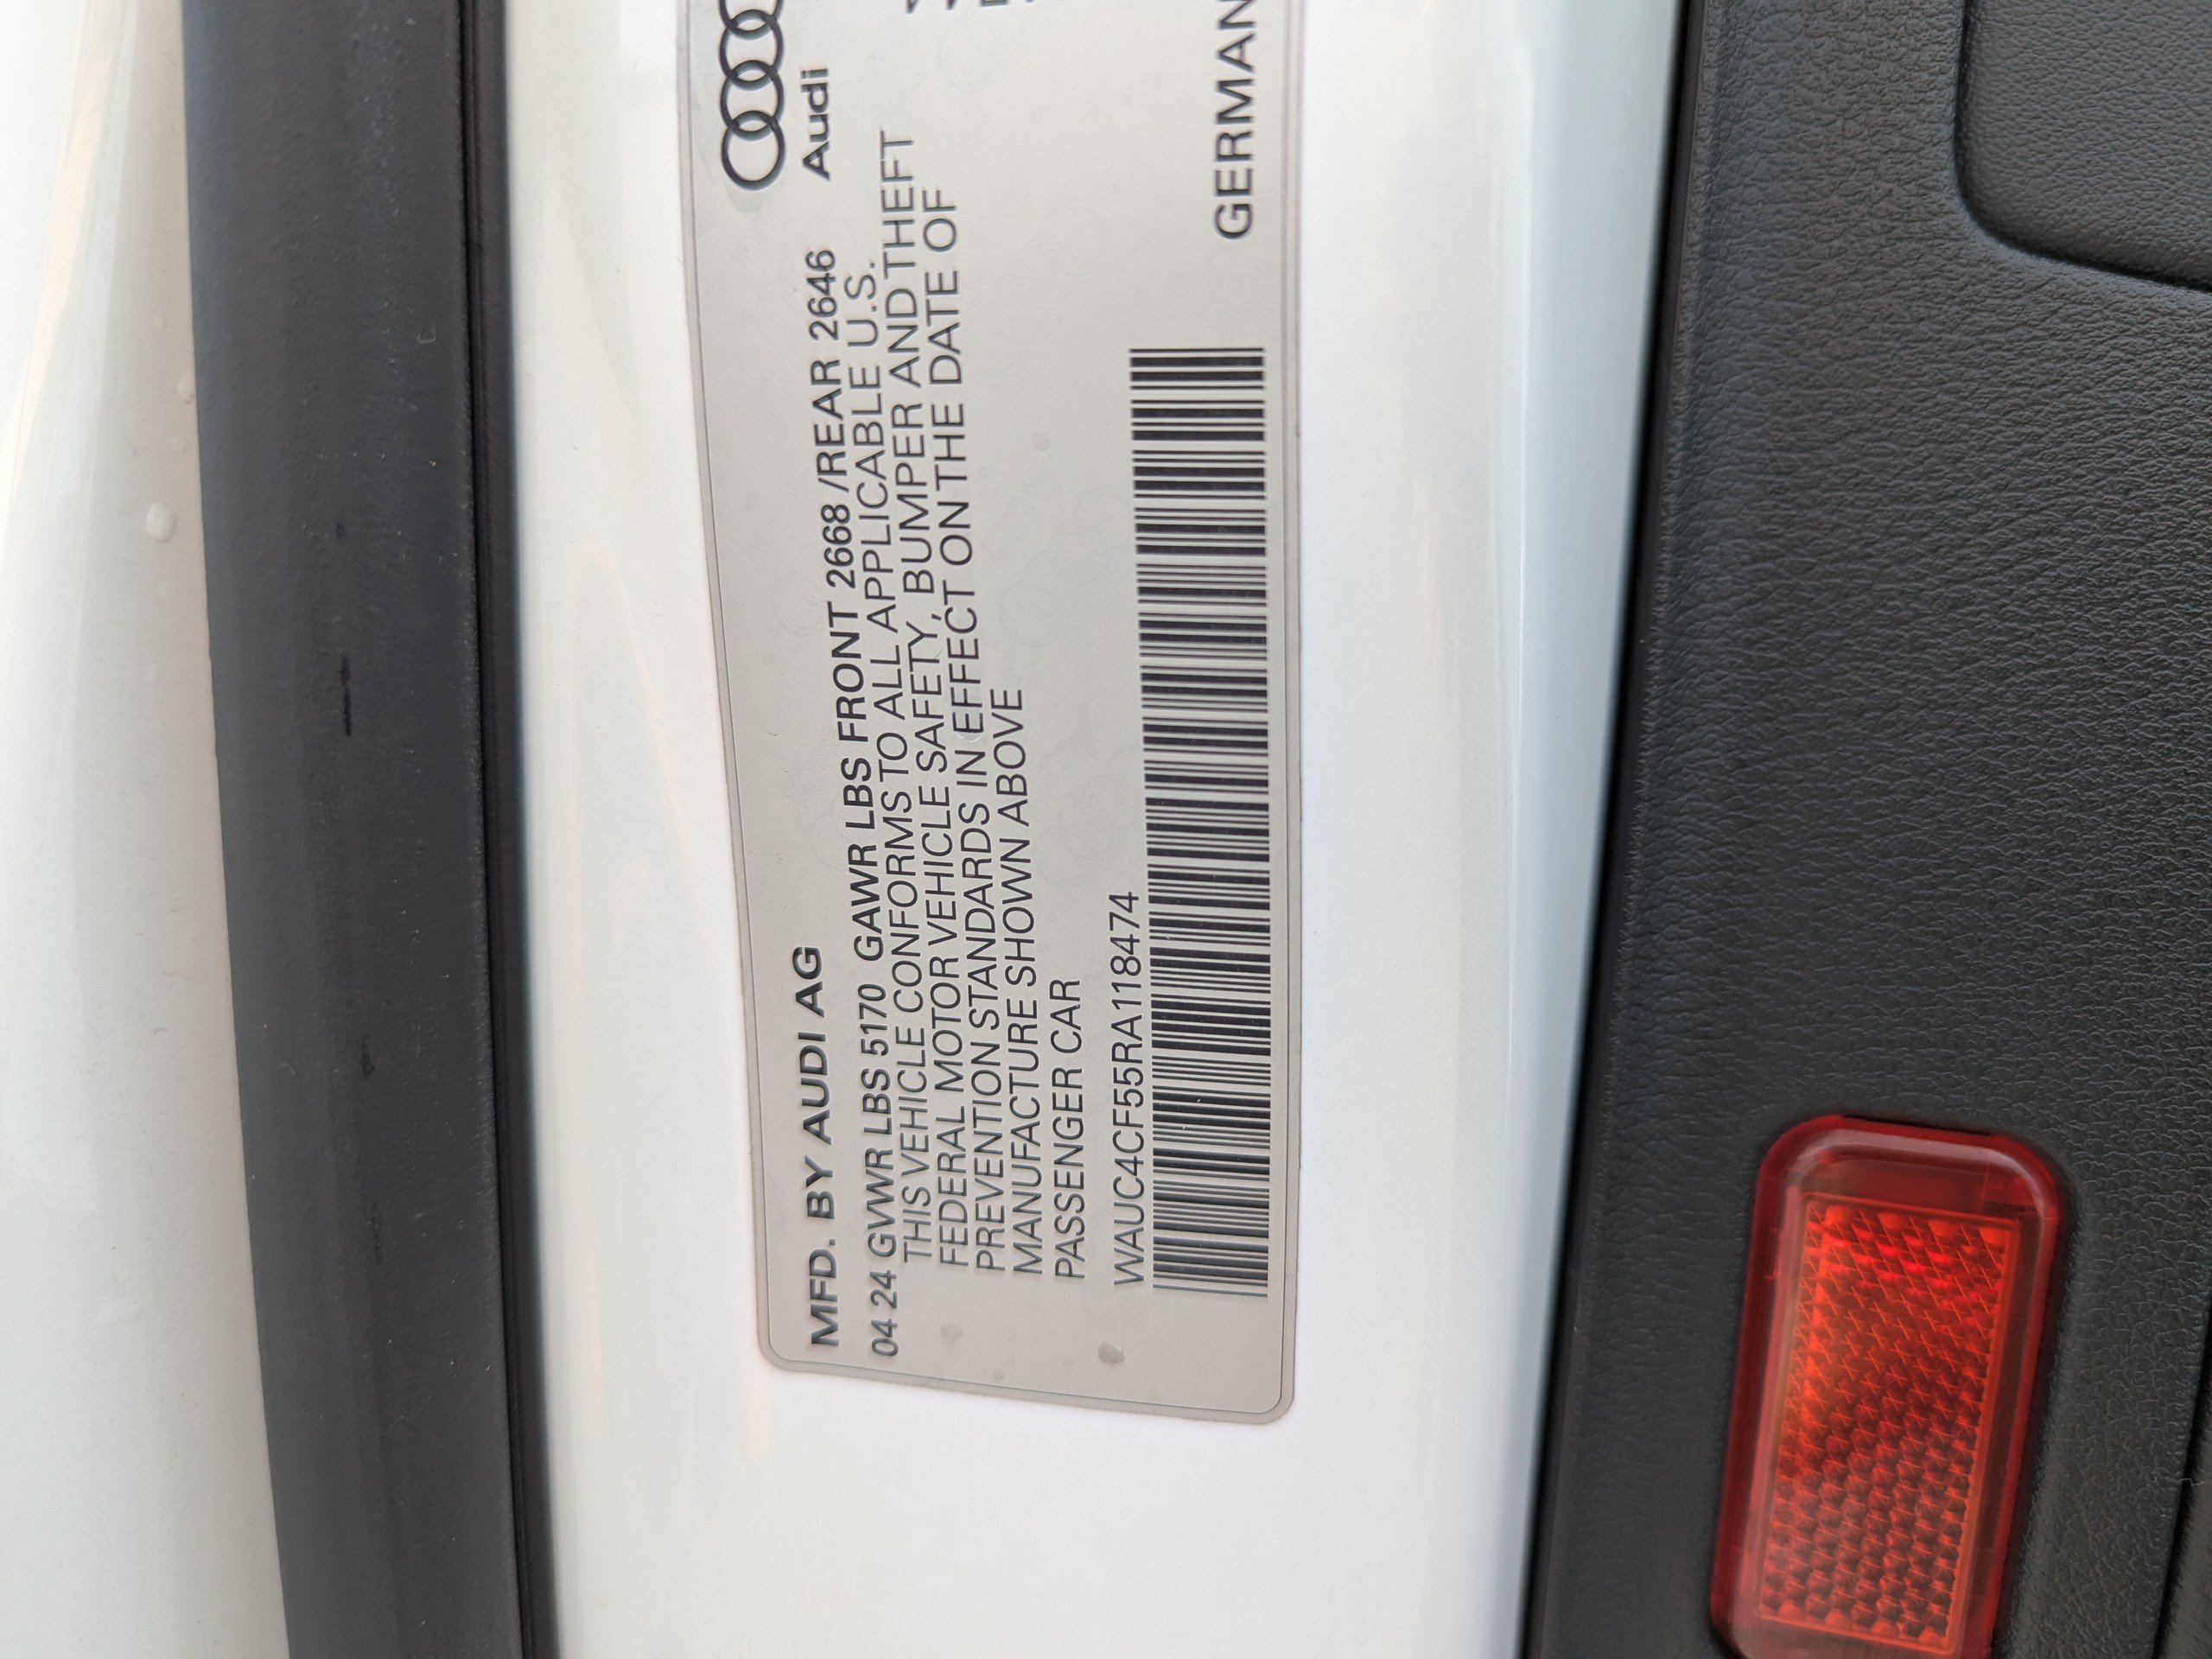 MFD. BY AUDI AG
Audi
04 24 GVWR LBS 5170 GAWR LBS FRONT 2668 /REAR 2646
THIS VEHICLE CONFORMS TO ALL APPLICABLE U.S.
FEDERAL MOTOR VEHICLE SAFETY, BUMPER AND THEFT
PREVENTION STANDARDS IN EFFECT ON THE DATE OF
MANUFACTURE SHOWN ABOVE
PASSENGER CAR
WAUC4CF55RA118474
GERMAN